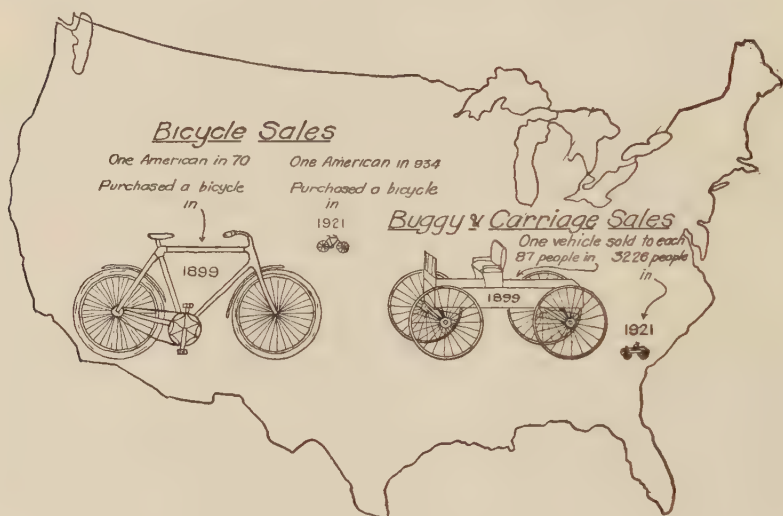 Bicycle Sales
One American in 70
Purchased a bicycle
in
1899
One American in 934
Purchased a bicycle
in
1921
Buggy & Carriage Sales
One vehicle sold to each
87 people in 3226 people
in
1899
1921